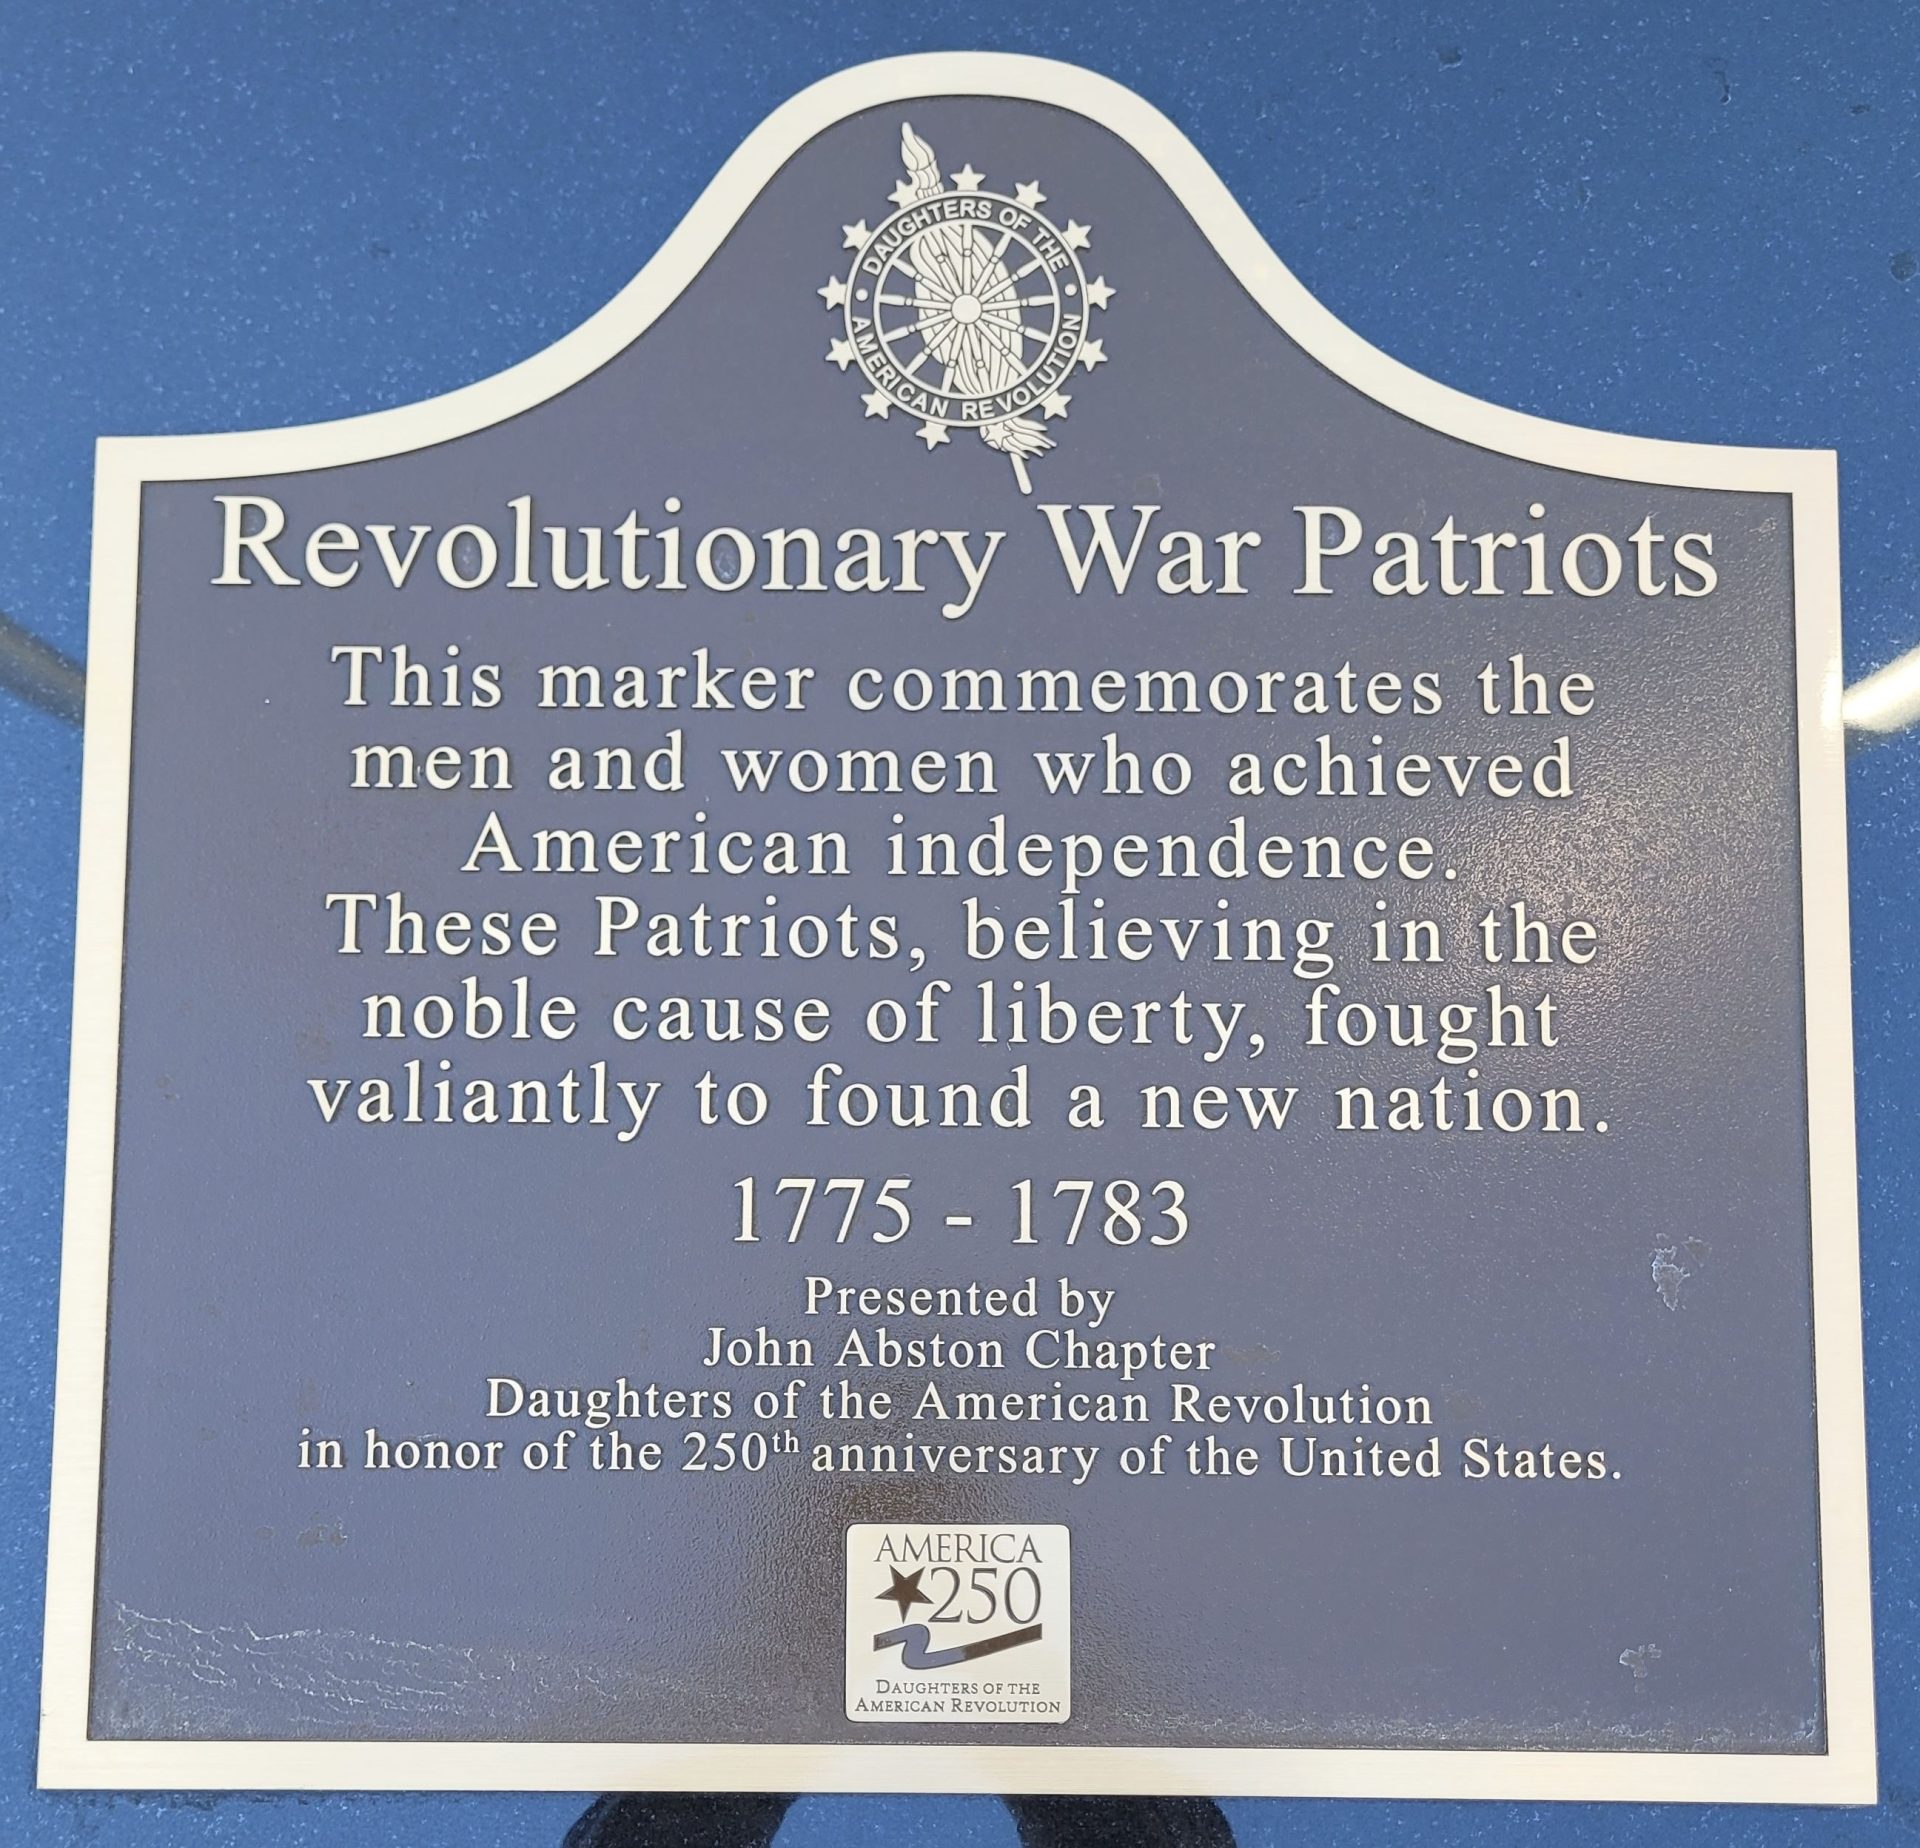 DAUGHTERS OF THE
AMERICAN REVOLUTION
Revolutionary War Patriots
This marker commemorates the
men and women who achieved
American independence.
These Patriots, believing in the
noble cause of liberty, fought
valiantly to found a new nation.
1775 - 1783
Presented by
John Abston Chapter
Daughters of the American Revolution
in honor of the 250th anniversary of the United States.
AMERICA
250
DAUGHTERS OF THE
AMERICAN REVOLUTION